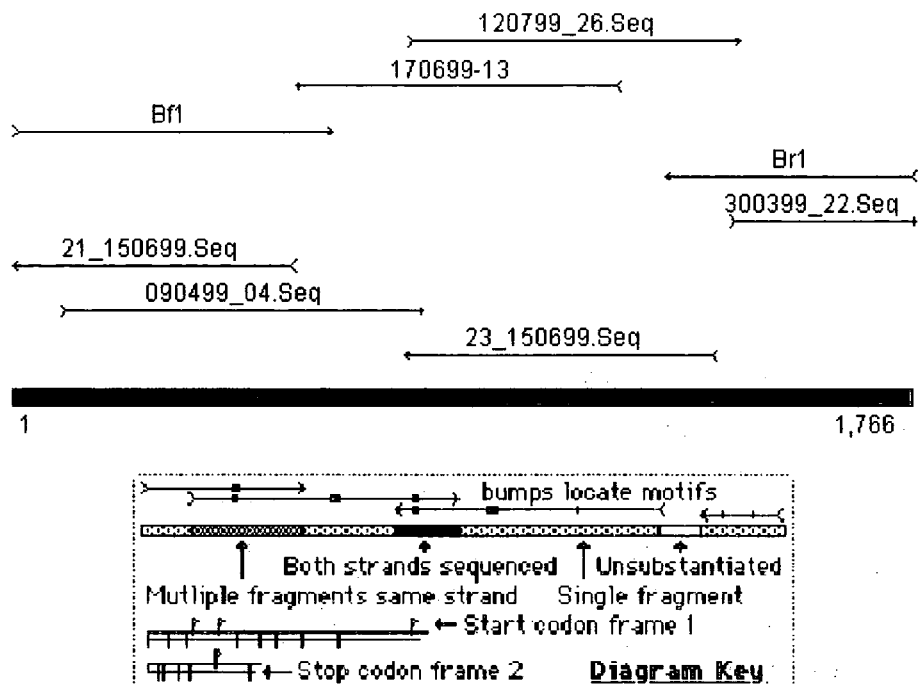 120799_26.Seq
170699-13
Bf1
Br1
300399_22.Seq
21_150699.Seq
090499_04.Seq
23_150699.Seq
1
1,766
bumps locate motifs
Both strands sequenced
Unsubstantiated
Mutliple fragments same strand
Single fragment
Start codon frame 1
Stop codon frame 2
Diagram Key